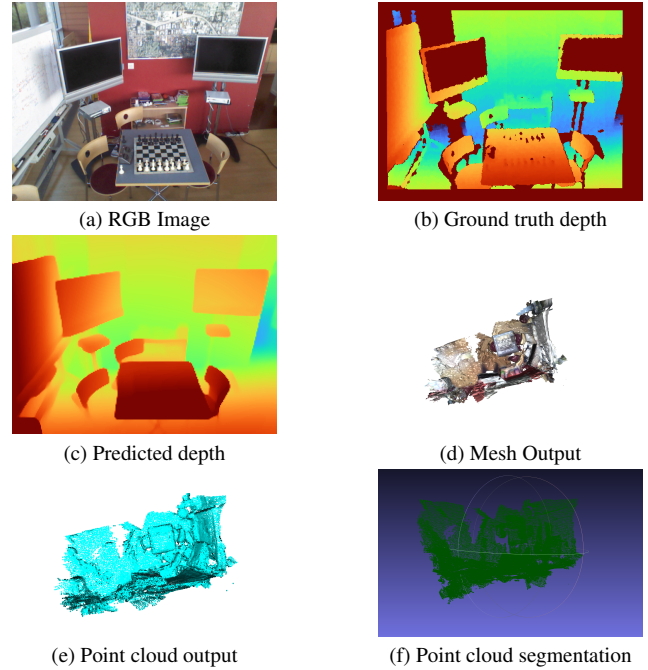 (a) RGB Image
(b) Ground truth depth
(c) Predicted depth
(d) Mesh Output
(e) Point cloud output
(f) Point cloud segmentation